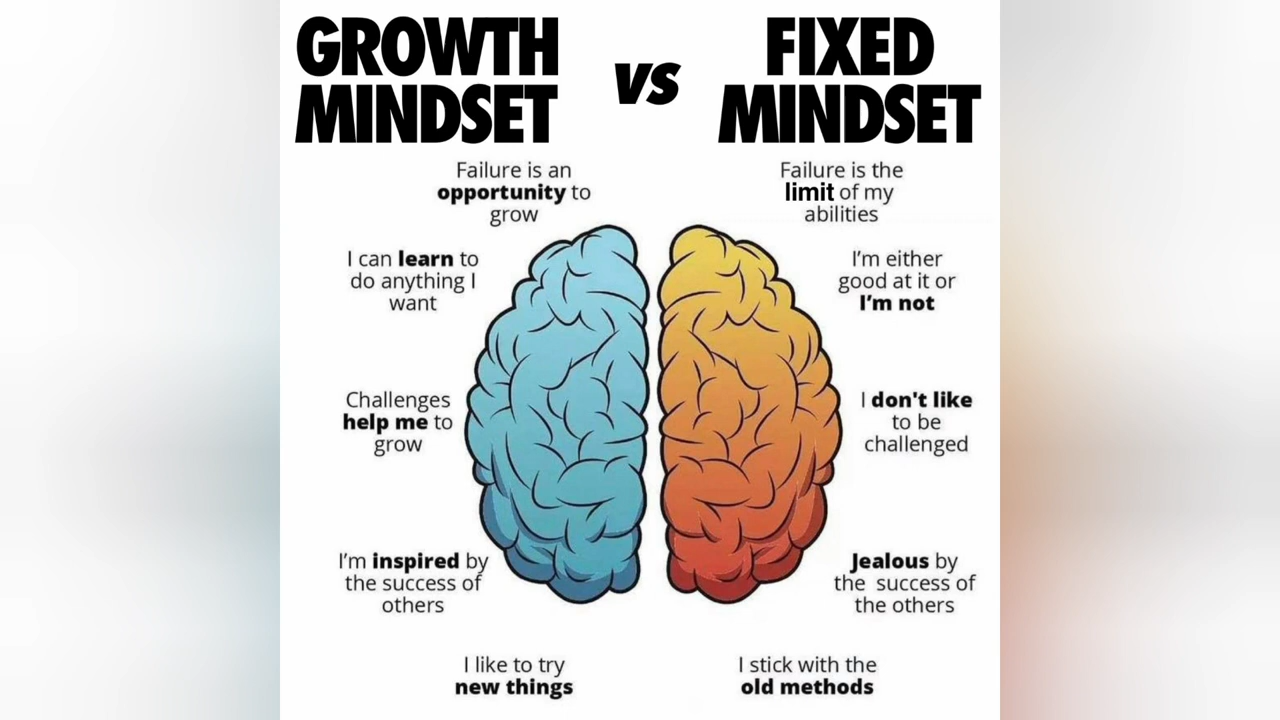 GROWTH
MINDSET
vs
FIXED
MINDSET
Failure is an
opportunity to
grow
Failure is the
limit of my
abilities
I can learn to
do anything I
want
I'm either
good at it or
I'm not
Challenges
help me to
grow
I don't like
to be
challenged
I'm inspired by
the success of
others
Jealous by
the success of
the others
I like to try
new things
I stick with the
old methods